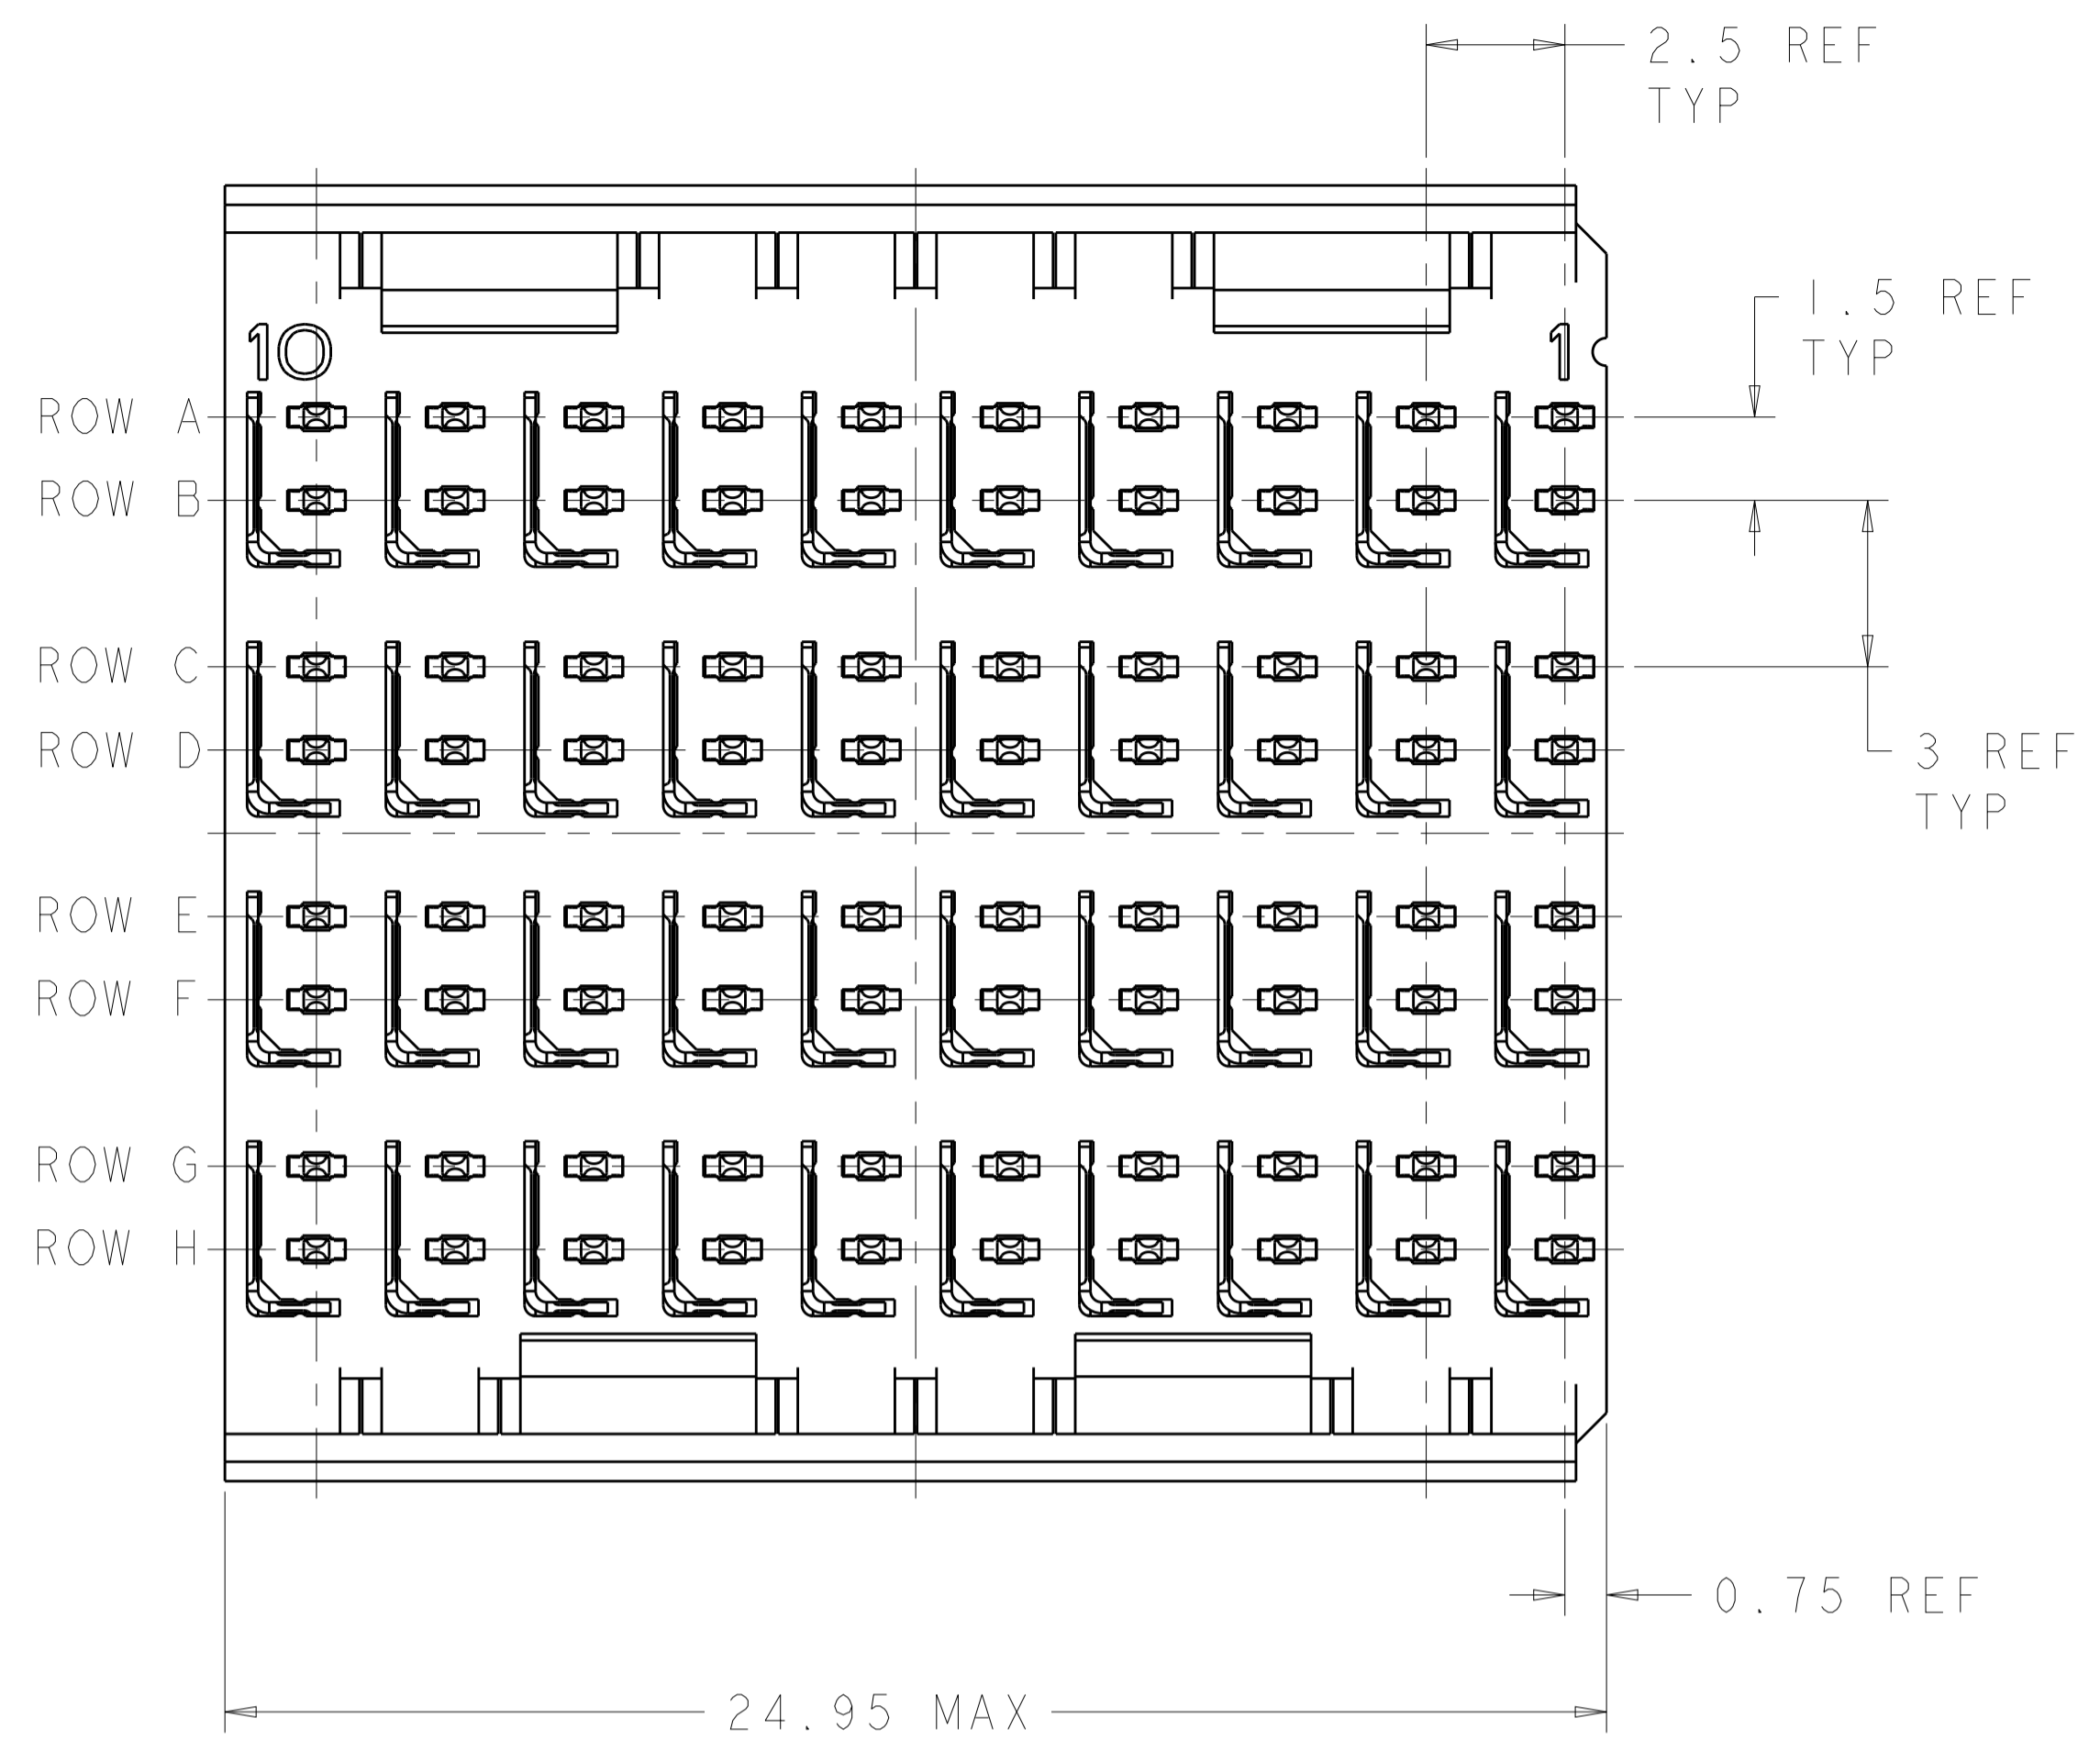 2.5 REF
TYP
1.5 REF
TYP
10
1
ROW A
ROW B
ROW C
ROW D
3 REF
TYP
ROW E
ROW F
ROW G
ROW H
0.75 REF
24.95 MAX